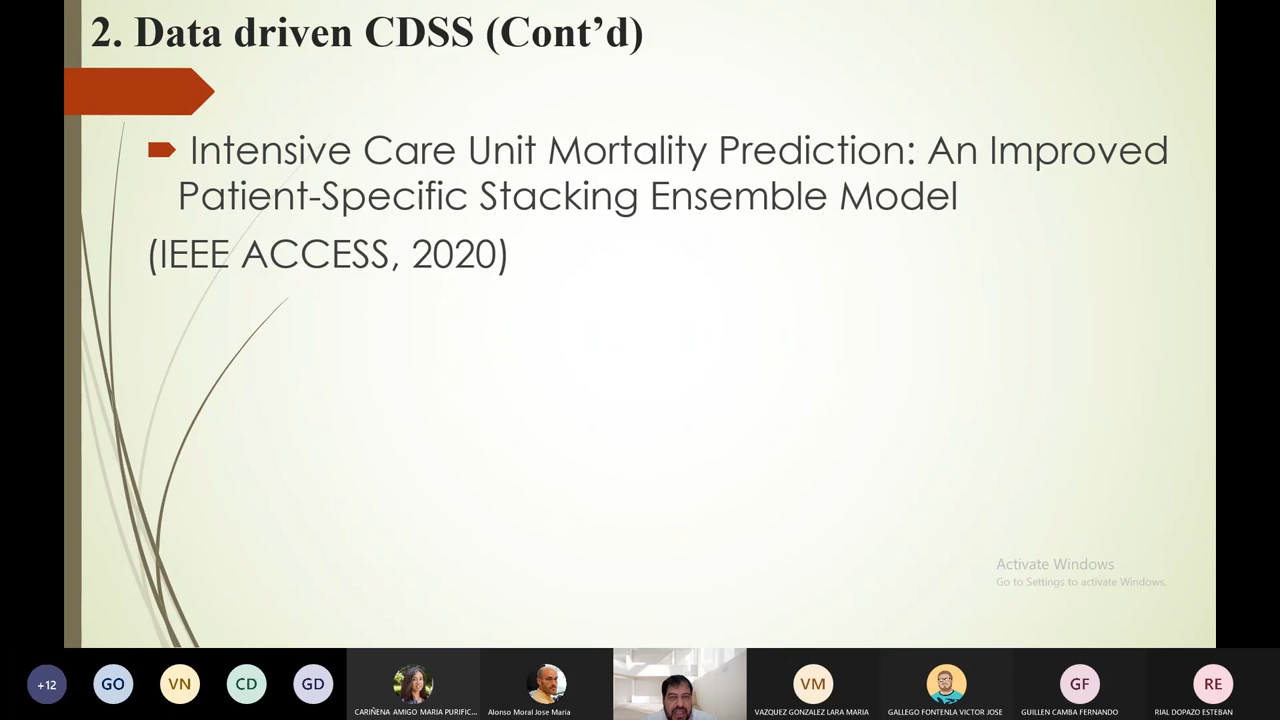 2. Data driven CDSS (Cont’d)
Intensive Care Unit Mortality Prediction: An Improved
Patient-Specific Stacking Ensemble Model
(IEEE ACCESS, 2020)
Activate Windows
Go to Settings to activate Windows.
+12
GO
VN
CD
GD
CARIÑENA AMIGO MARIA PURIFIC...
Alonso Moral Jose Maria
VM
VAZQUEZ GONZALEZ LARA MARIA
GALLEGO FONTENLA VICTOR JOSE
GF
GUILLEN CAMBA FERNANDO
RE
RIAL DOPAZO ESTEBAN